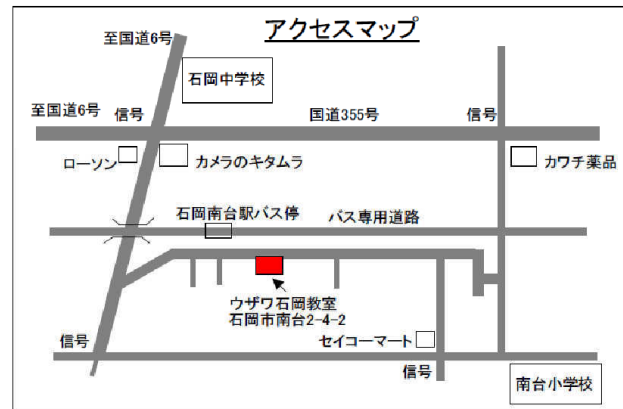 アクセスマップ
至国道6号
石岡中学校
至国道6号
信号
国道355号
信号
ローソン
カメラのキタムラ
カワチ薬品
石岡南台駅バス停
バス専用道路
ウザワ石岡教室
石岡市南台2-4-2
信号
セイコーマート
信号
南台小学校